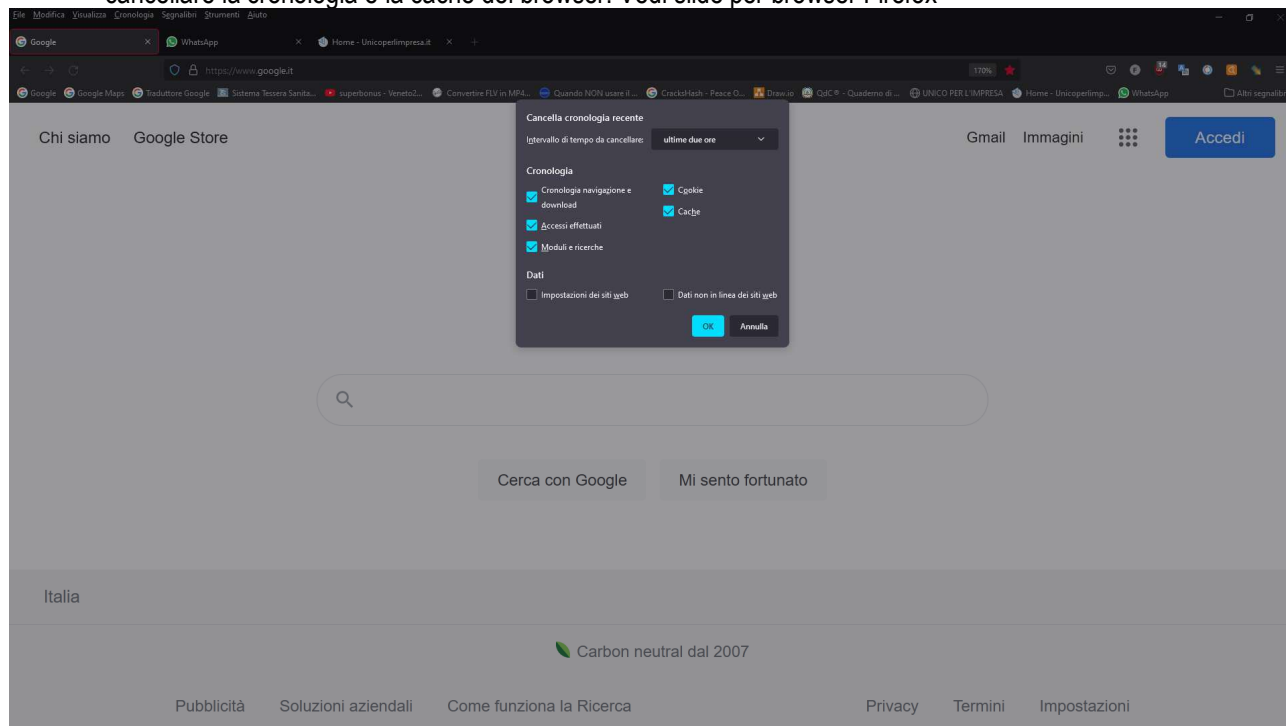 cancellare la cronologia e la cache del browser. Vedi slide per browser Firefox
File Modifica Visualizza Cronologia Segnalibri Strumenti Aiuto
Google WhatsApp Home - Unicoperlimpresa.it
https://www.google.it 170% 14
Google Google Maps Traduttore Google Sistema Tessera Sanita... superbonus - Veneto2... Convertire FLV in MP4... Quando NON usare il ... CracksHash - Peace O... Draw.io QdC® - Quaderno di ... UNICO PER L'IMPRESA Home - Unicoperlimp... WhatsApp Altri segnalibri
Chi siamo Google Store Gmail Immagini Accedi
Cancella cronologia recente
Intervallo di tempo da cancellare: ultime due ore
Cronologia
Cronologia navigazione e download Cookie
Cache
Accessi effettuati
Moduli e ricerche
Dati
Impostazioni dei siti web Dati non in linea dei siti web
OK Annulla
Cerca con Google Mi sento fortunato
Italia
Carbon neutral dal 2007
Pubblicità Soluzioni aziendali Come funziona la Ricerca Privacy Termini Impostazioni